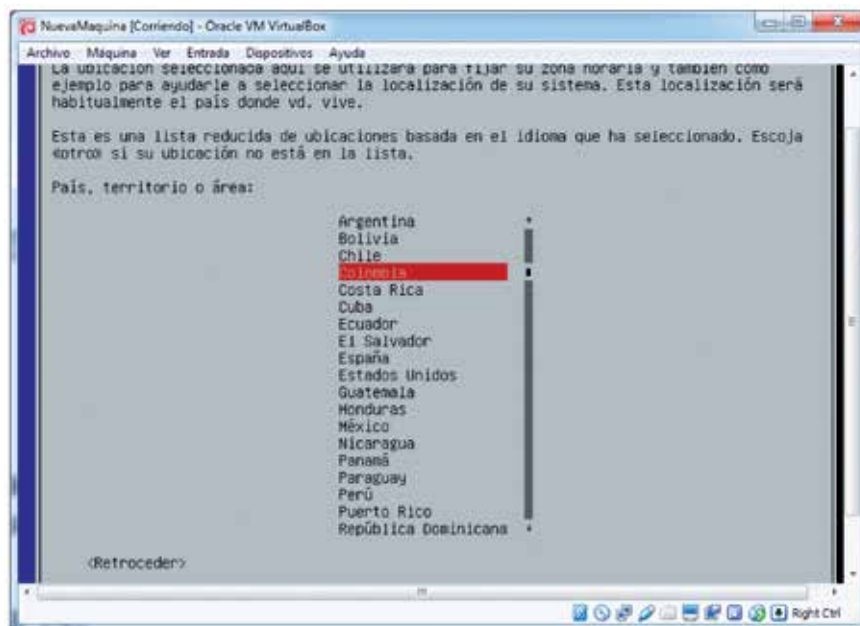 NuevaMaquina [Corriendo] - Oracle VM VirtualBox
Archivo Máquina Ver Entrada Dispositivos Ayuda
La ubicación seleccionada aquí se utilizará para fijar su zona horaria y también como
ejemplo para ayudarle a seleccionar la localización de su sistema. Esta localización será
habitualmente el país donde vd. vive.
Esta es una lista reducida de ubicaciones basada en el idioma que ha seleccionado. Escoja
«otro» si su ubicación no está en la lista.
País, territorio o área:
Argentina
Bolivia
Chile
Colombia
Costa Rica
Cuba
Ecuador
El Salvador
España
Estados Unidos
Guatemala
Honduras
México
Nicaragua
Panamá
Paraguay
Perú
Puerto Rico
República Dominicana
<Retroceder>
Right Ctrl